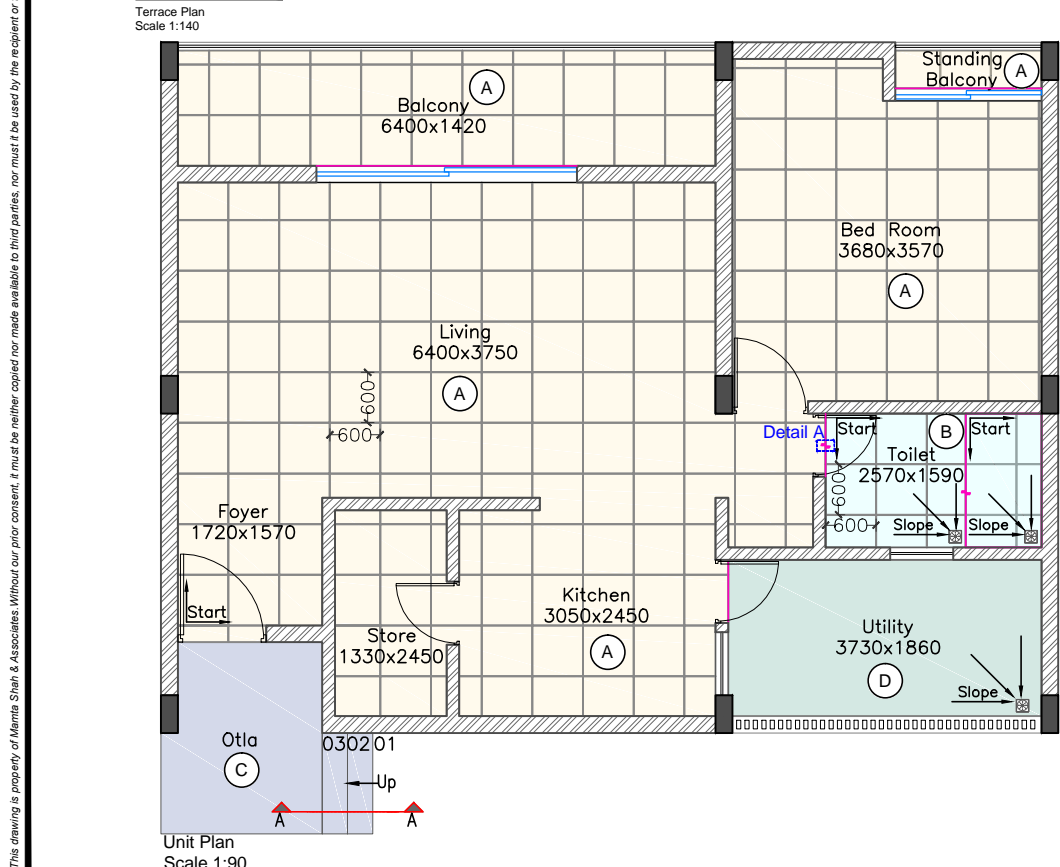 Terrace Plan
Scale 1:140
Standing
Balcony
A
A
Balcony
6400x1420
Bed Room
3680x3570
A
Living
6400x3750
A
600
600
Detail A
Start
B
Start
Toilet
2570x1590
600
600
Slope
Slope
Foyer
1720x1570
Start
Kitchen
3050x2450
A
Store
1330x2450
Utility
3730x1860
D
Slope
Otla
C
03 02 01
Up
A
A
Unit Plan
Scale 1:90
This drawing is property of Mamta Shah & Associates.Without our prior consent, it must be neither copied nor made available to third parties, nor must it be used by the recipient or